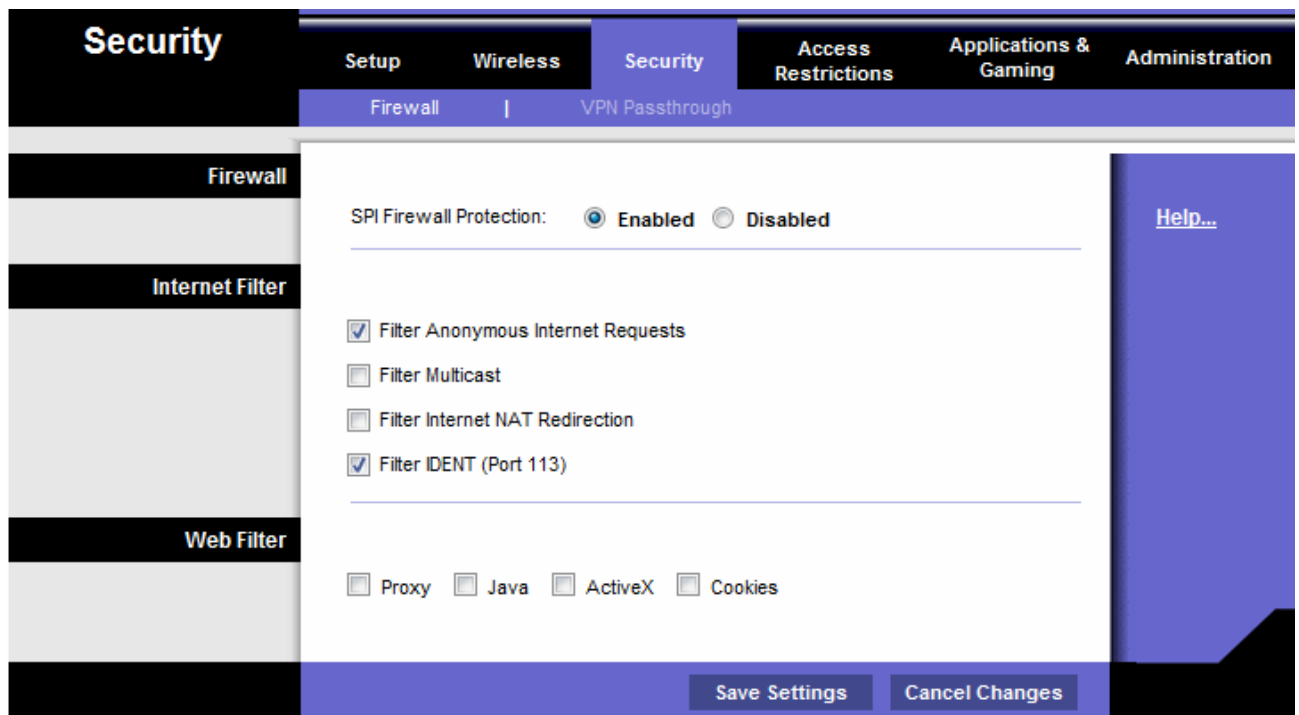 Security
Setup Wireless Security Access Restrictions Applications & Gaming Administration
Firewall | VPN Passthrough
Firewall
SPI Firewall Protection: Enabled Disabled
Help...
Internet Filter
Filter Anonymous Internet Requests
Filter Multicast
Filter Internet NAT Redirection
Filter IDENT (Port 113)
Web Filter
Proxy Java ActiveX Cookies
Save Settings Cancel Changes